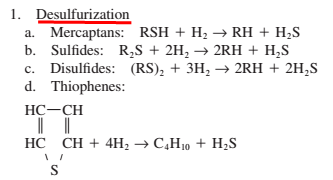 1. Desulfurization
a. Mercaptans: RSH + H₂ → RH + H₂S
b. Sulfides: R₂S + 2H₂ → 2RH + H₂S
c. Disulfides: (RS)₂ + 3H₂ → 2RH + 2H₂S
d. Thiophenes:
HC—CH
‖ ‖
HC CH + 4H₂ → C₄H₁₀ + H₂S
\ /
S